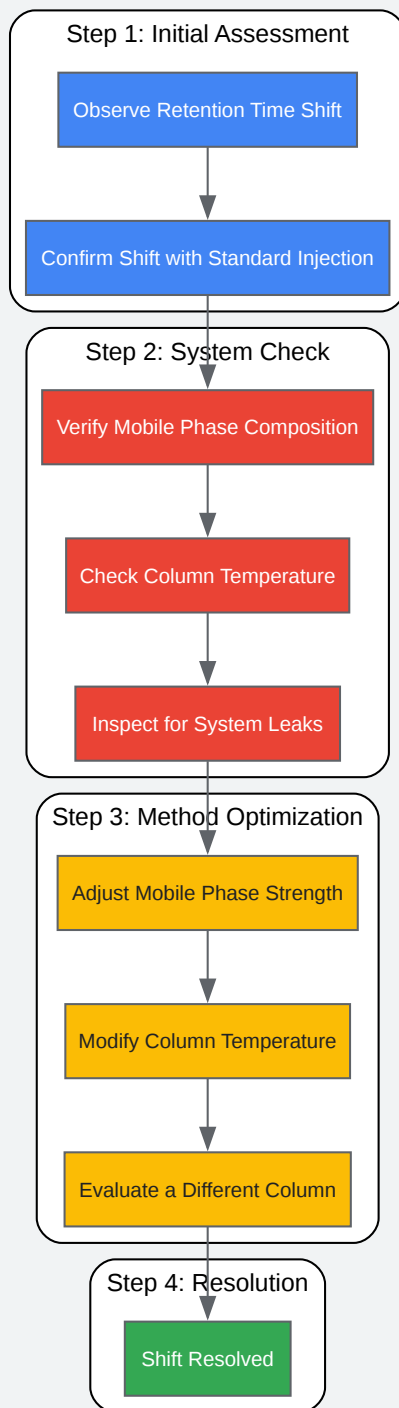 Step 1: Initial Assessment
Observe Retention Time Shift
Confirm Shift with Standard Injection
Step 2: System Check
Verify Mobile Phase Composition
Check Column Temperature
Inspect for System Leaks
Step 3: Method Optimization
Adjust Mobile Phase Strength
Modify Column Temperature
Evaluate a Different Column
Step 4: Resolution
Shift Resolved